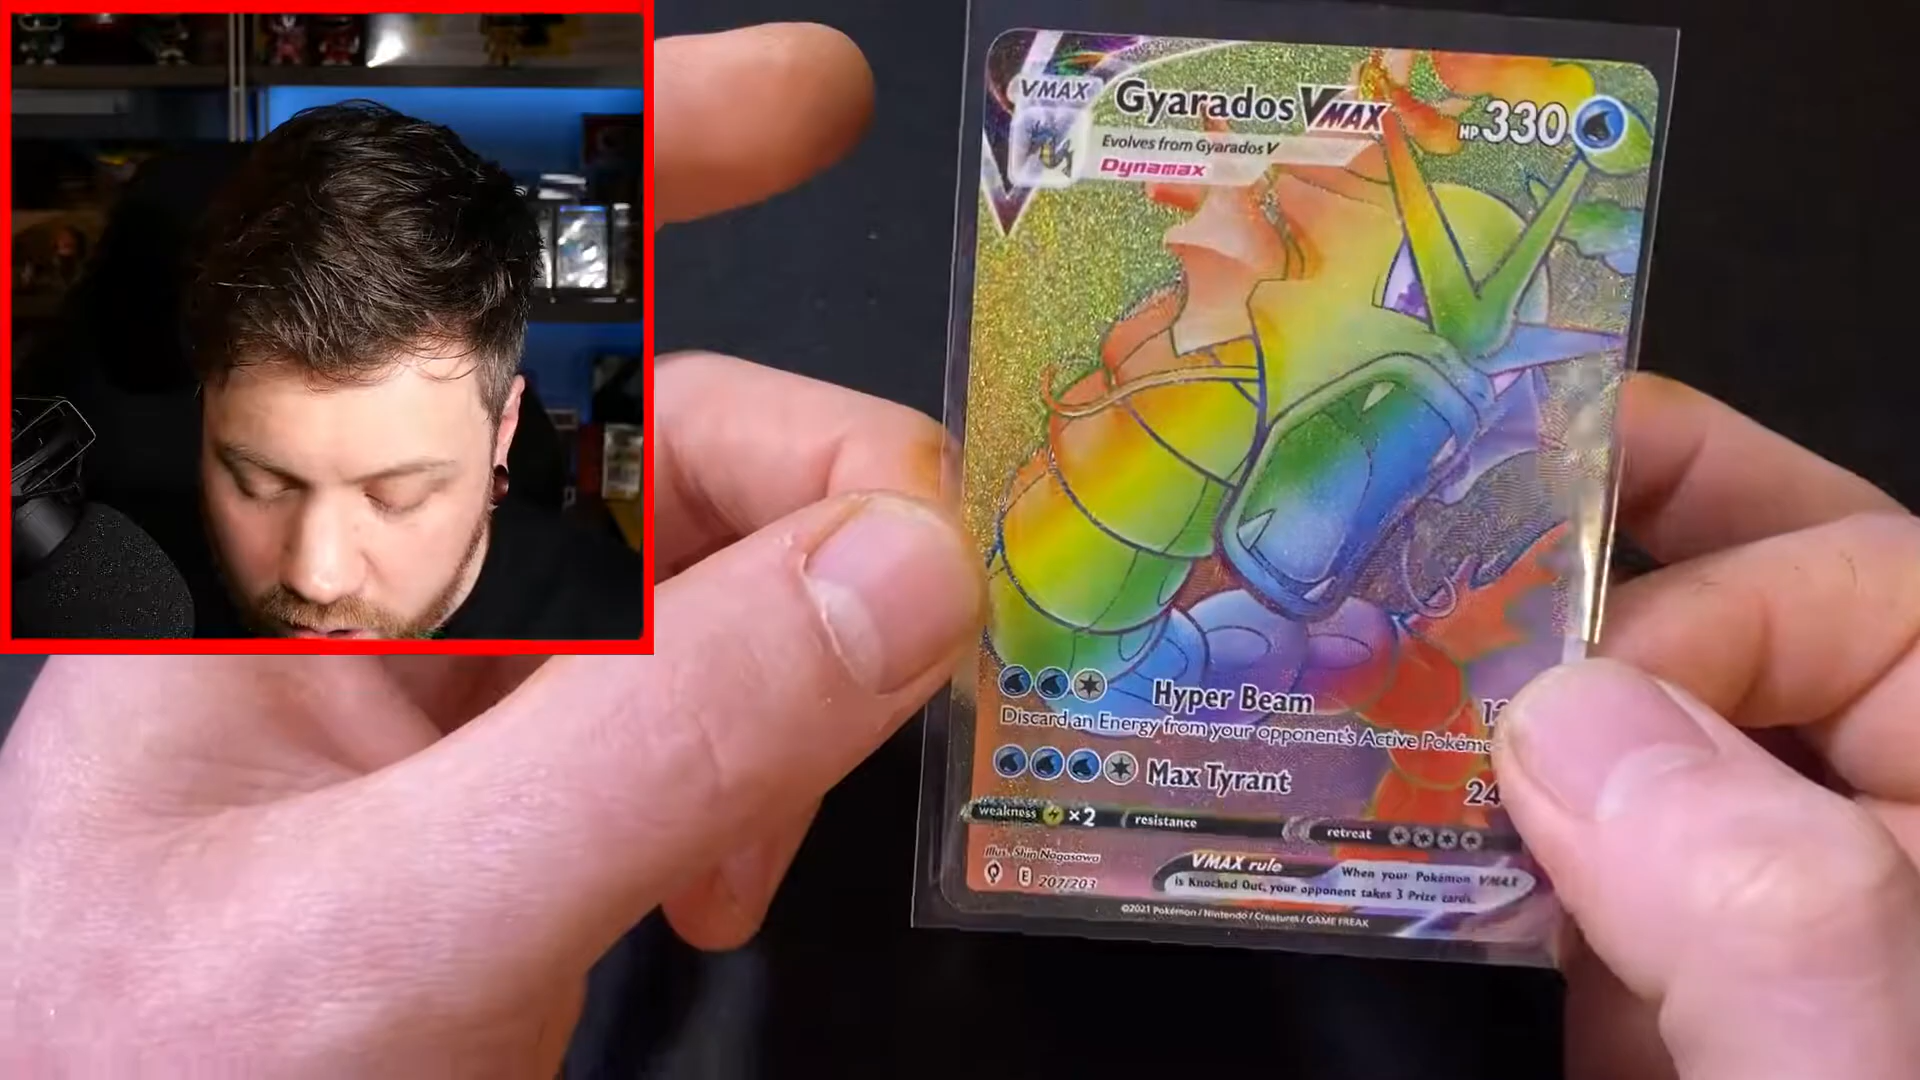 VMAX
Gyarados VMAX
HP 330
Evolves from Gyarados V
Dynamax
Hyper Beam
Discard an Energy from your opponent's Active
Max Tyrant
weakness ×2 resistance retreat
Illus. Shin Nagasawa
E 207/203
VMAX rule When your Pokémon VMAX
is Knocked Out, your opponent takes 3 Prize cards.
©2021 Pokémon / Nintendo / Creatures / GAME FREAK